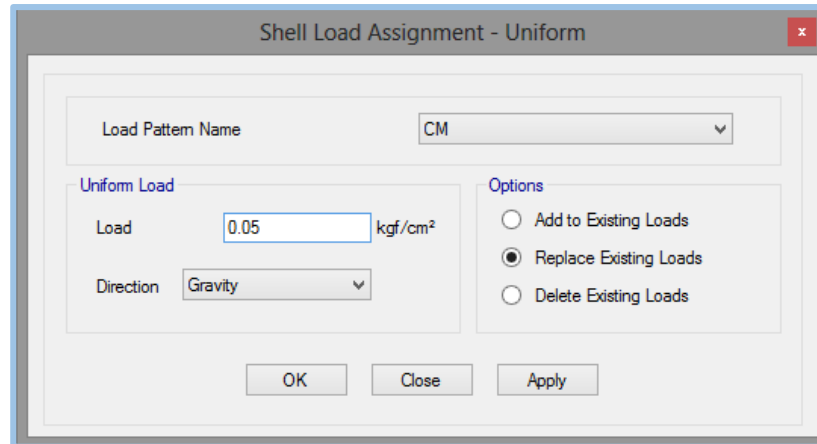 Shell Load Assignment - Uniform
x
Load Pattern Name
CM
Uniform Load
Load
0.05
kgf/cm²
Direction
Gravity
Options
Add to Existing Loads
Replace Existing Loads
Delete Existing Loads
OK
Close
Apply